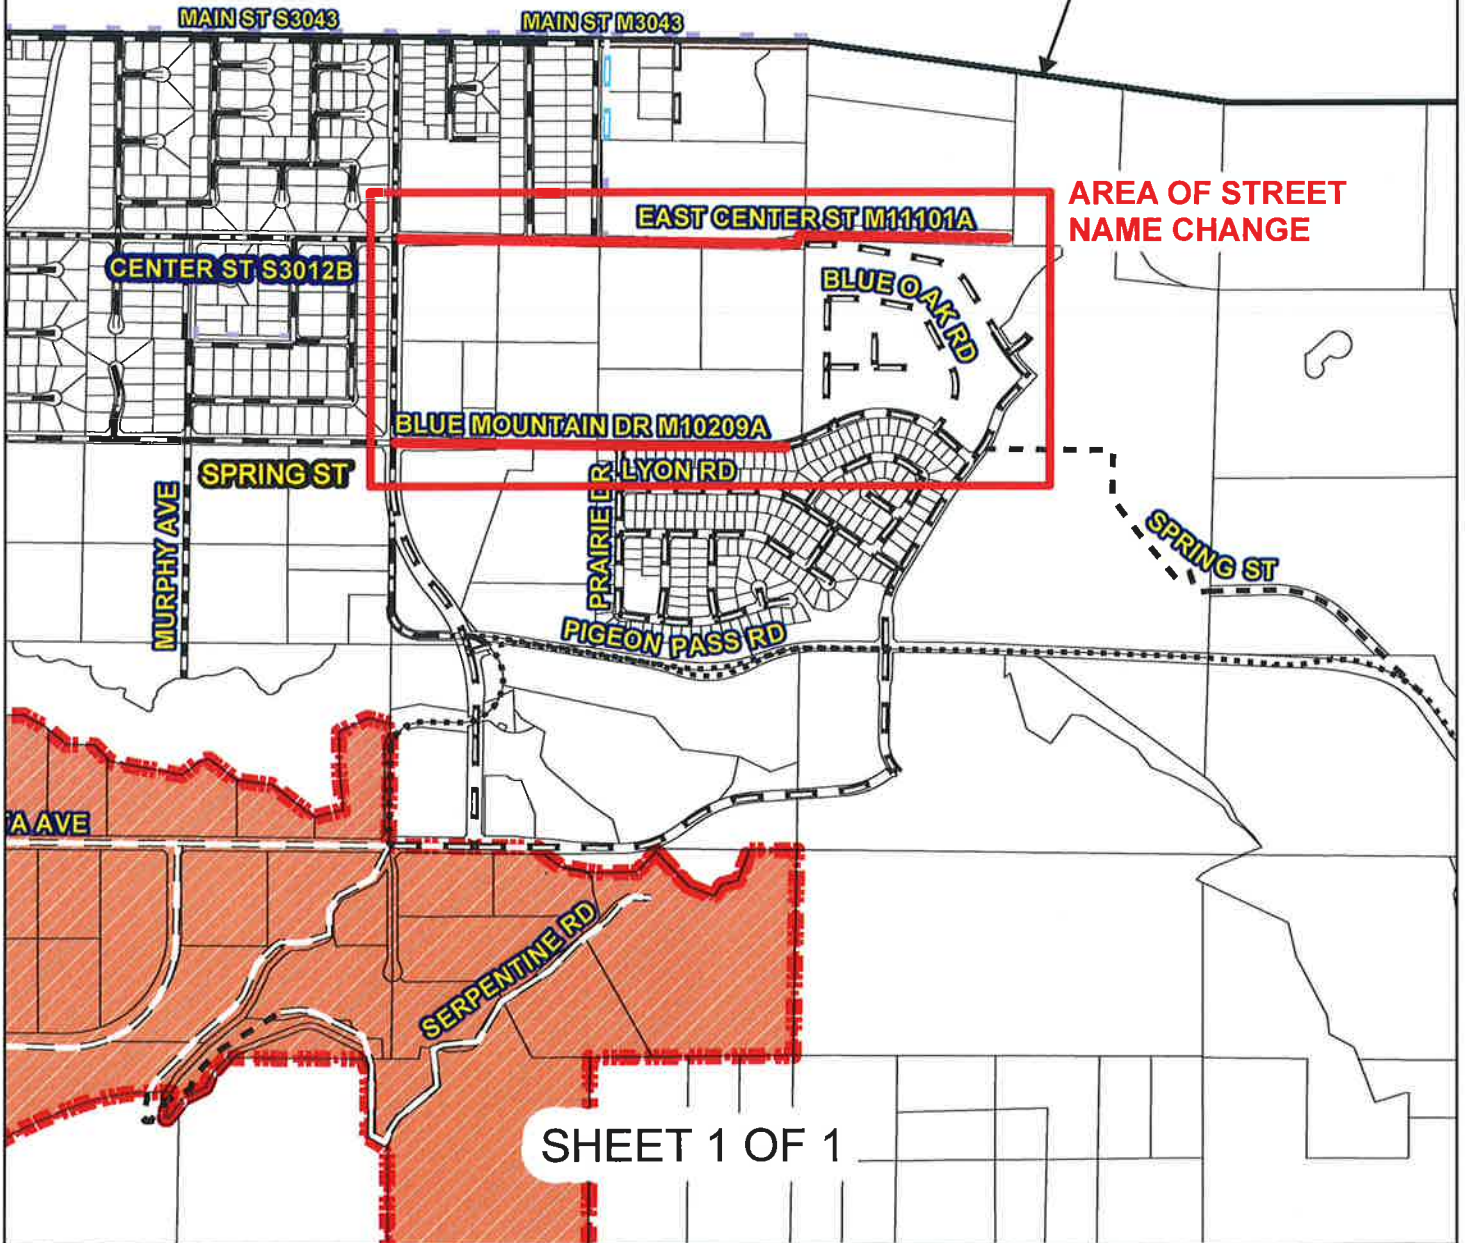 MAIN ST S3043
MAIN ST M3043
AREA OF STREET
NAME CHANGE
EAST CENTER ST M11101A
CENTER ST S3012B
BLUE OAK RD
BLUE MOUNTAIN DR M10209A
SPRING ST
LYON RD
MURPHY AVE
PRAIRIE DR
SPRING ST
PIGEON PASS RD
TA AVE
SERPENTINE RD
SHEET 1 OF 1